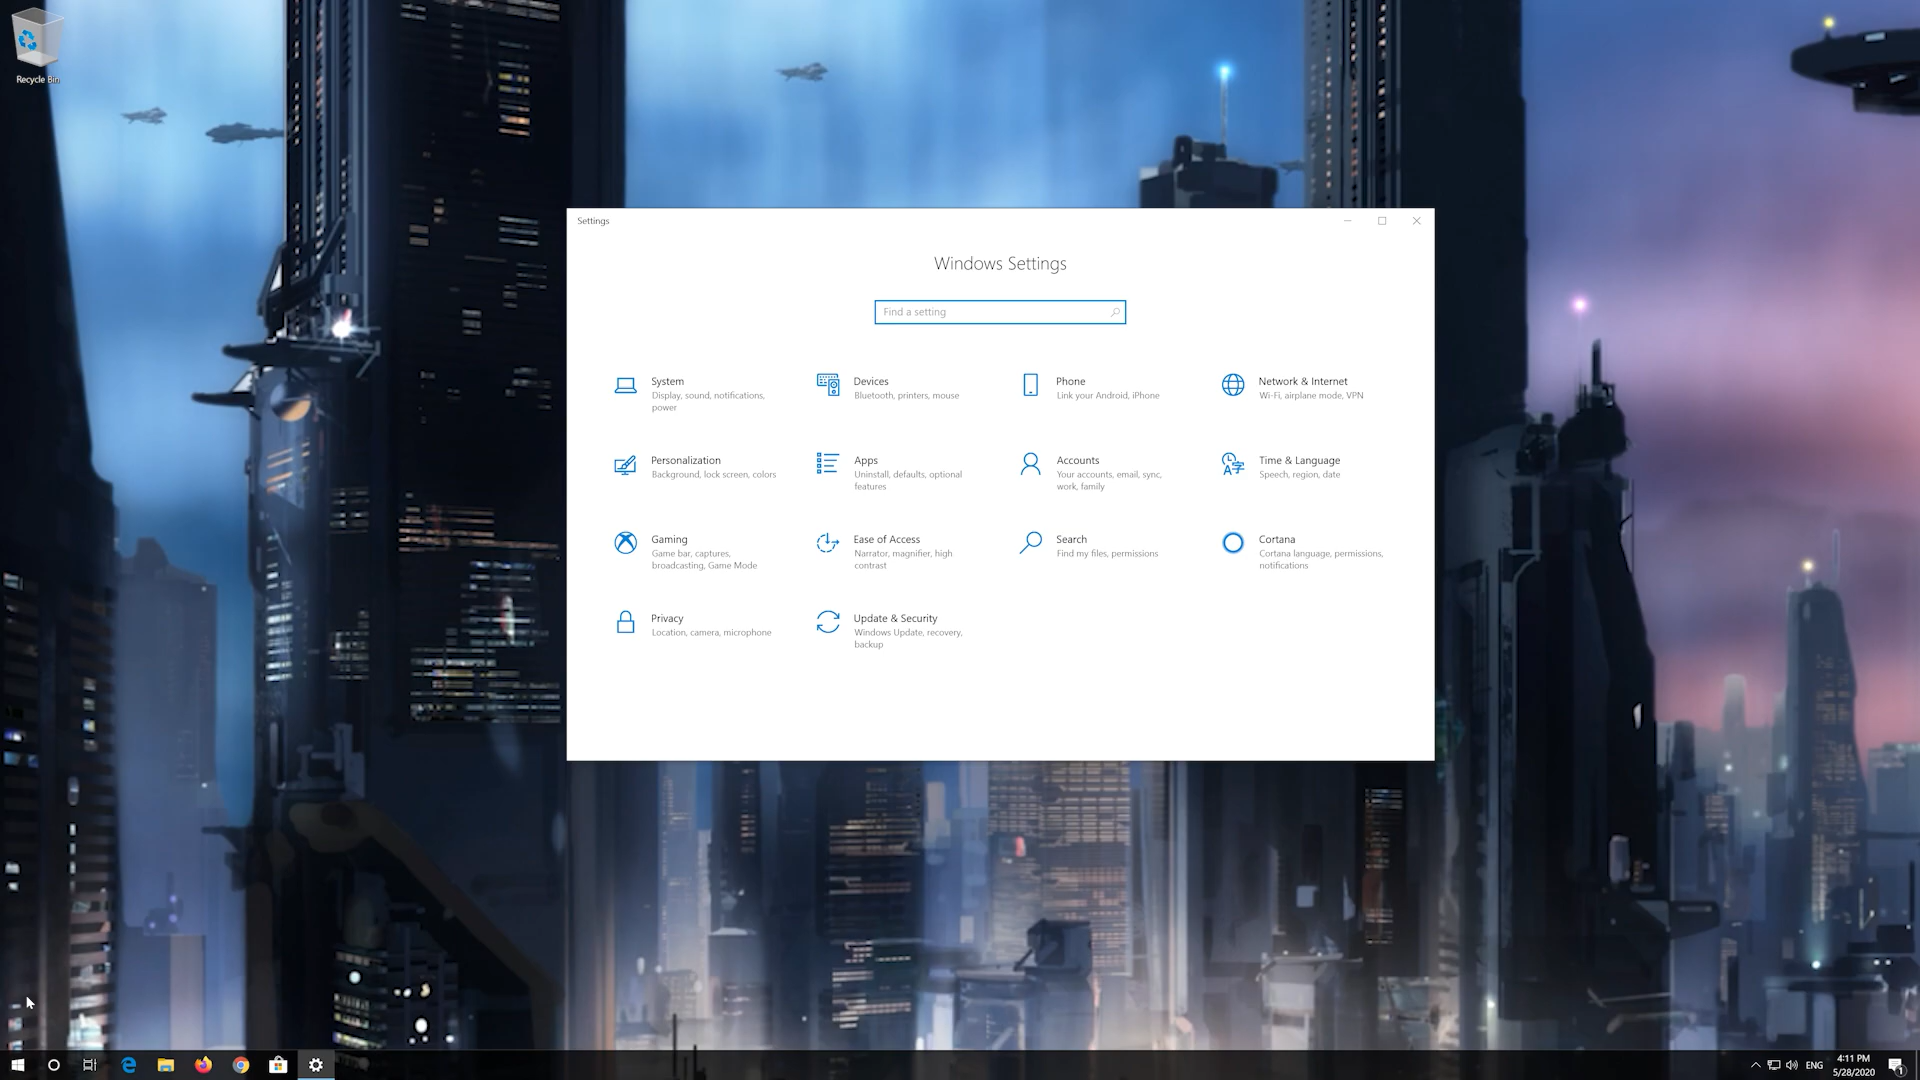 Recycle Bin
Settings
Windows Settings
Find a setting
System
Display, sound, notifications,
power
Devices
Bluetooth, printers, mouse
Phone
Link your Android, iPhone
Network & Internet
Wi-Fi, airplane mode, VPN
Personalization
Background, lock screen, colors
Apps
Uninstall, defaults, optional
features
Accounts
Your accounts, email, sync,
work, family
Time & Language
Speech, region, date
Gaming
Game bar, captures,
broadcasting, Game Mode
Ease of Access
Narrator, magnifier, high
contrast
Search
Find my files, permissions
Cortana
Cortana language, permissions,
notifications
Privacy
Location, camera, microphone
Update & Security
Windows Update, recovery,
backup
ENG
4:11 PM
5/28/2020
1